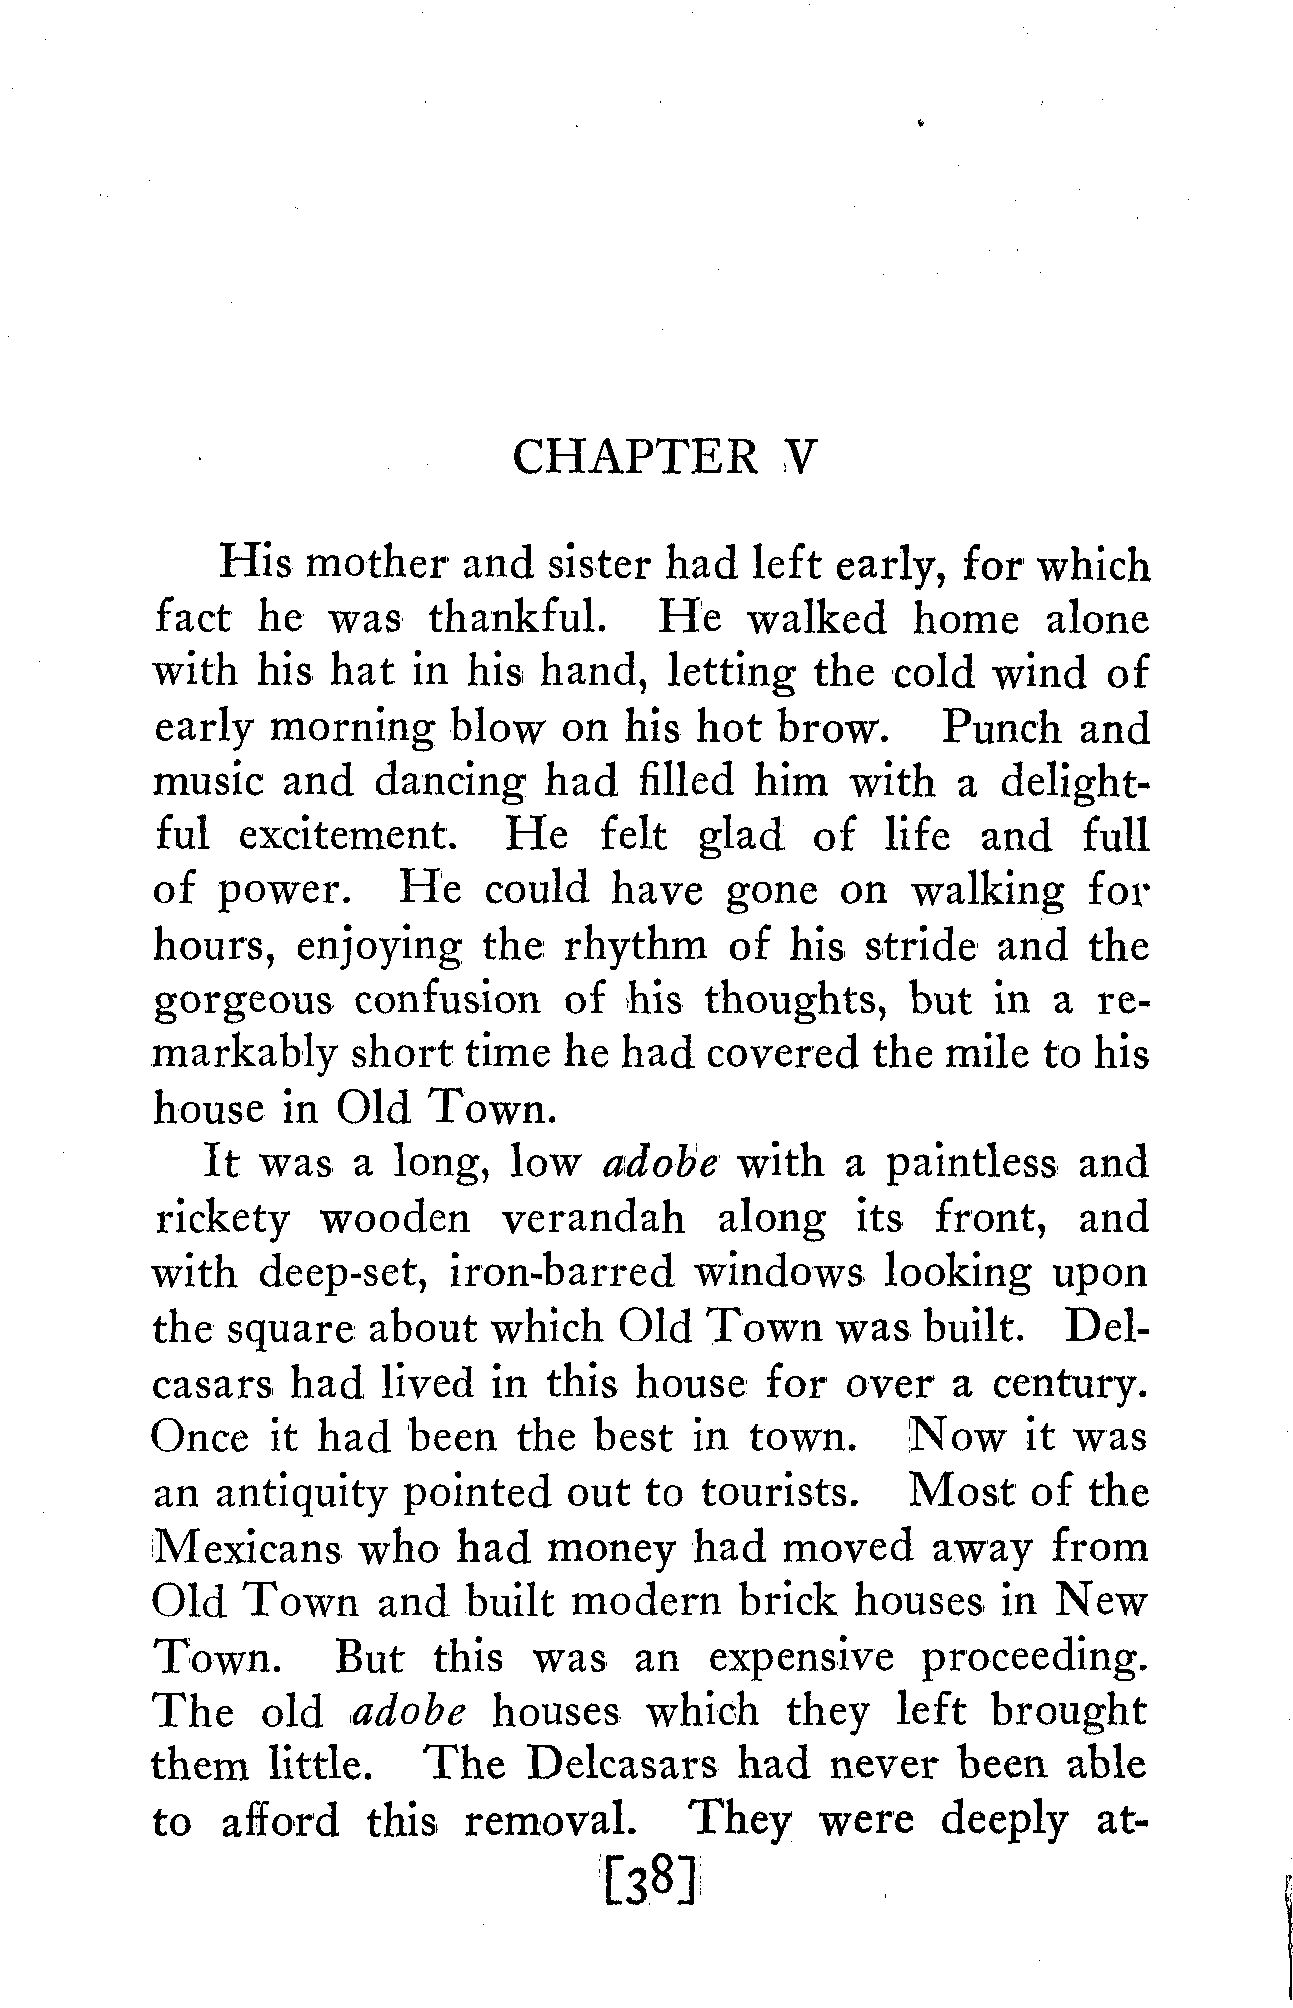 CHAPTER V
His mother and sister had left early, for which
fact he was thankful. He walked home alone
with his hat in his hand, letting the cold wind of
early morning blow on his hot brow. Punch and
music and dancing had filled him with a delight-
ful excitement. He felt glad of life and full
of power. He could have gone on walking for
hours, enjoying the rhythm of his stride and the
gorgeous confusion of his thoughts, but in a re-
markably short time he had covered the mile to his
house in Old Town.
It was a long, low adobe with a paintless and
rickety wooden verandah along its front, and
with deep-set, iron-barred windows looking upon
the square about which Old Town was built. Del-
casars had lived in this house for over a century.
Once it had been the best in town. Now it was
an antiquity pointed out to tourists. Most of the
Mexicans who had money had moved away from
Old Town and built modern brick houses in New
Town. But this was an expensive proceeding.
The old adobe houses which they left brought
them little. The Delcasars had never been able
to afford this removal. They were deeply at-
[38]